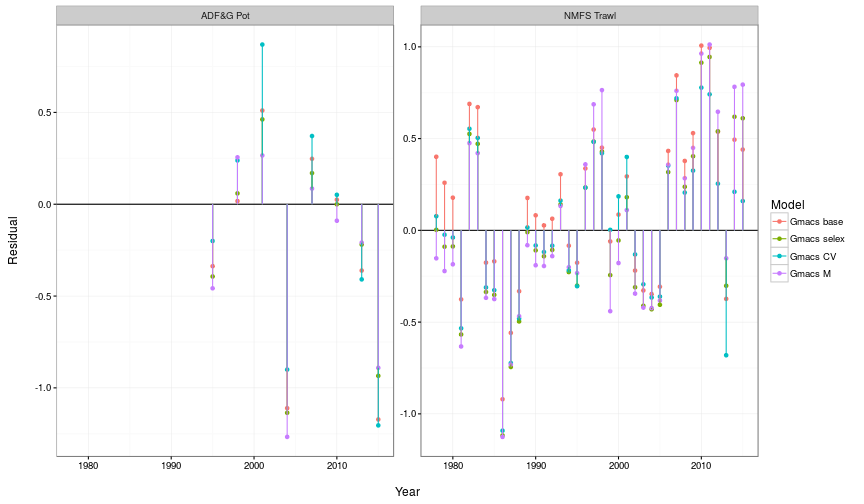 ADF&G Pot
NMFS Trawl
Residual
0.5
0.0
-0.5
-1.0
1.0
0.5
0.0
-0.5
-1.0
1980
1990
2000
2010
1980
1990
2000
2010
Year
Model
Gmacs base
Gmacs selex
Gmacs CV
Gmacs M